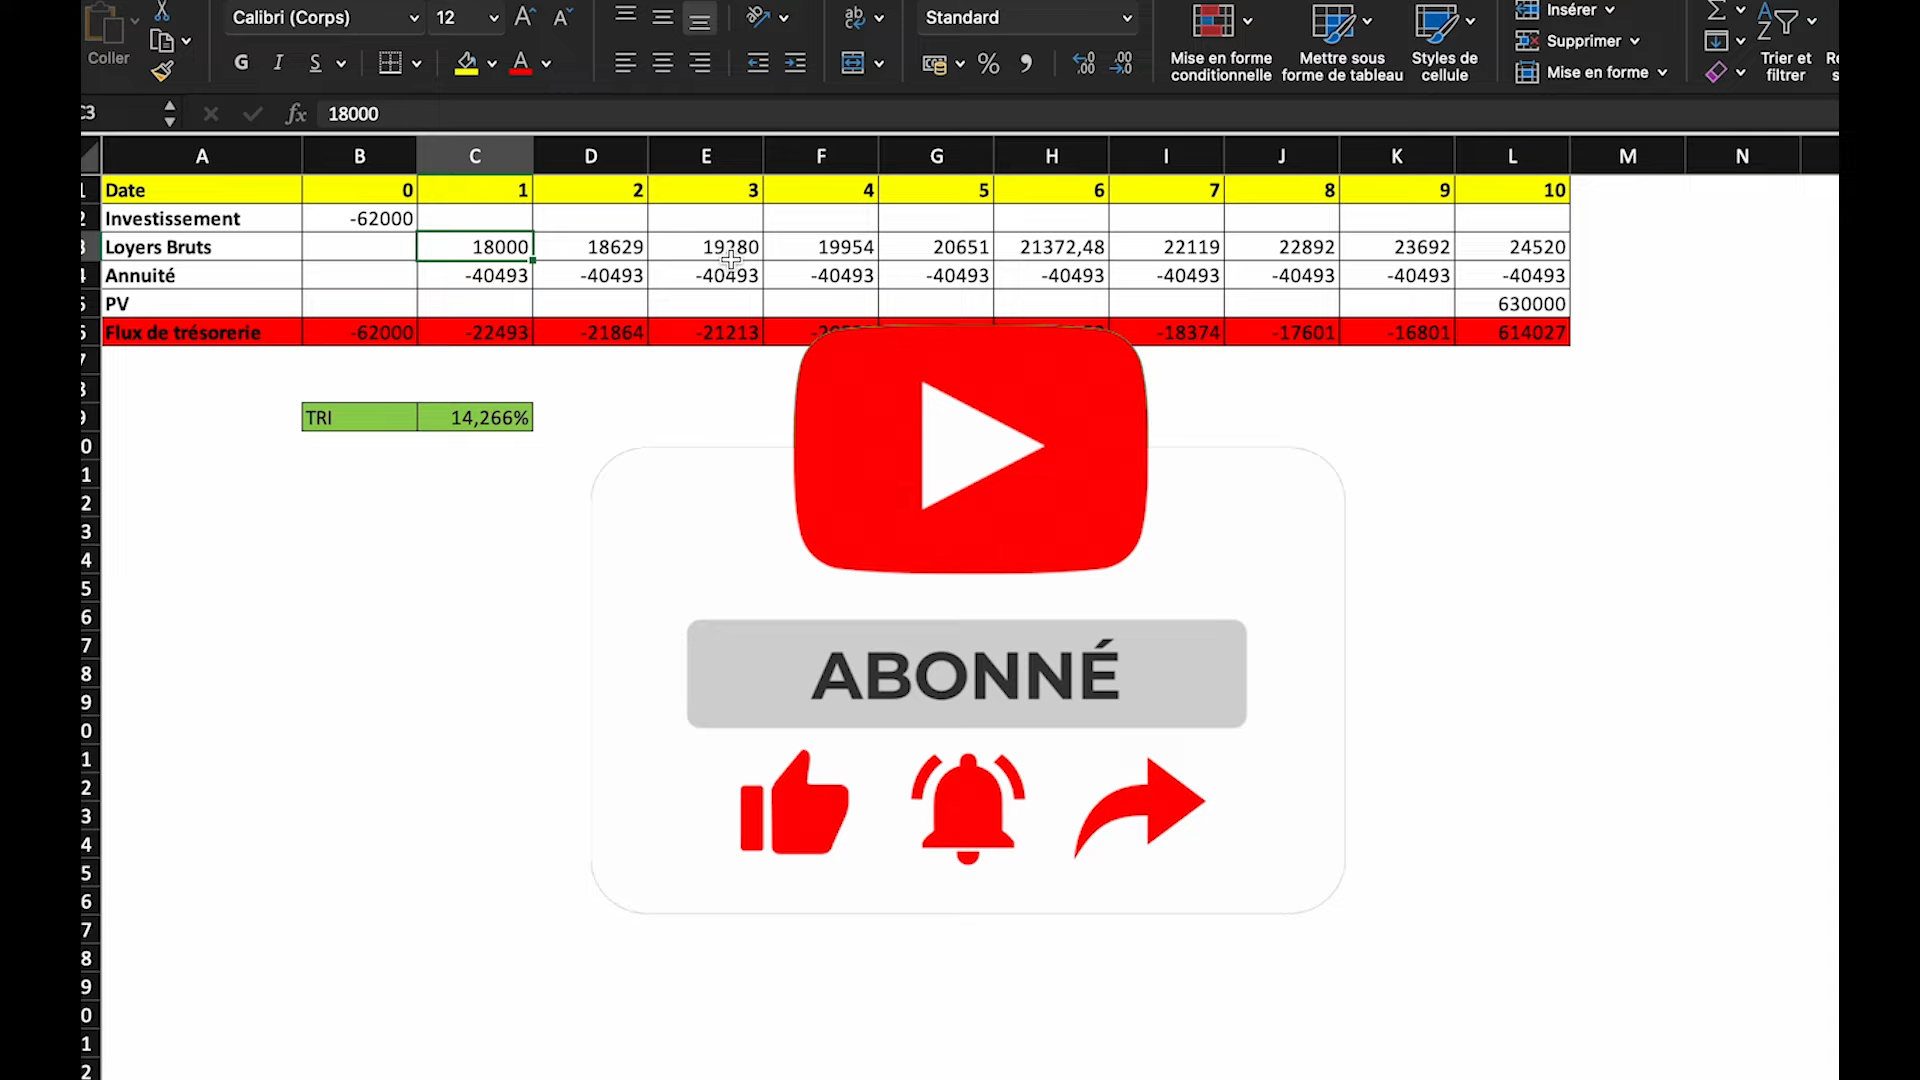 Calibri (Corps) 12 Standard Insérer
Coller G I S % Mise en forme conditionnelle Mettre sous forme de tableau Styles de cellule Supprimer Mise en forme Trier et filtrer
fx 18000
A B C D E F G H I J K L M N
Date 0 1 2 3 4 5 6 7 8 9 10
Investissement -62000
Loyers Bruts 18000 18629 19280 19954 20651 21372,48 22119 22892 23692 24520
Annuité -40493 -40493 -40493 -40493 -40493 -40493 -40493 -40493 -40493 -40493
PV 630000
Flux de trésorerie -62000 -22493 -21864 -21213 -18374 -17601 -16801 614027
TRI 14,266%
ABONNÉ